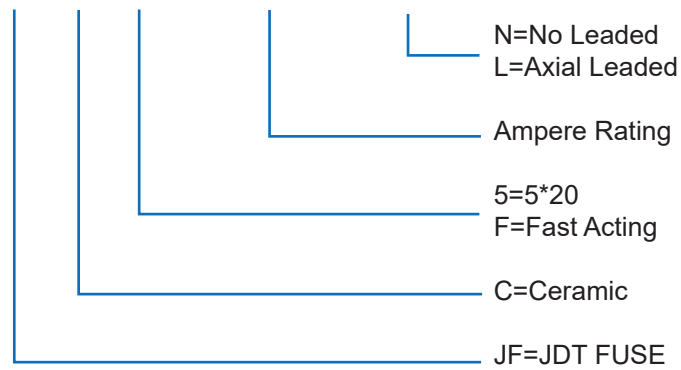 N=No Leaded
L=Axial Leaded
Ampere Rating
5=5*20
F=Fast Acting
C=Ceramic
JF=JDT FUSE